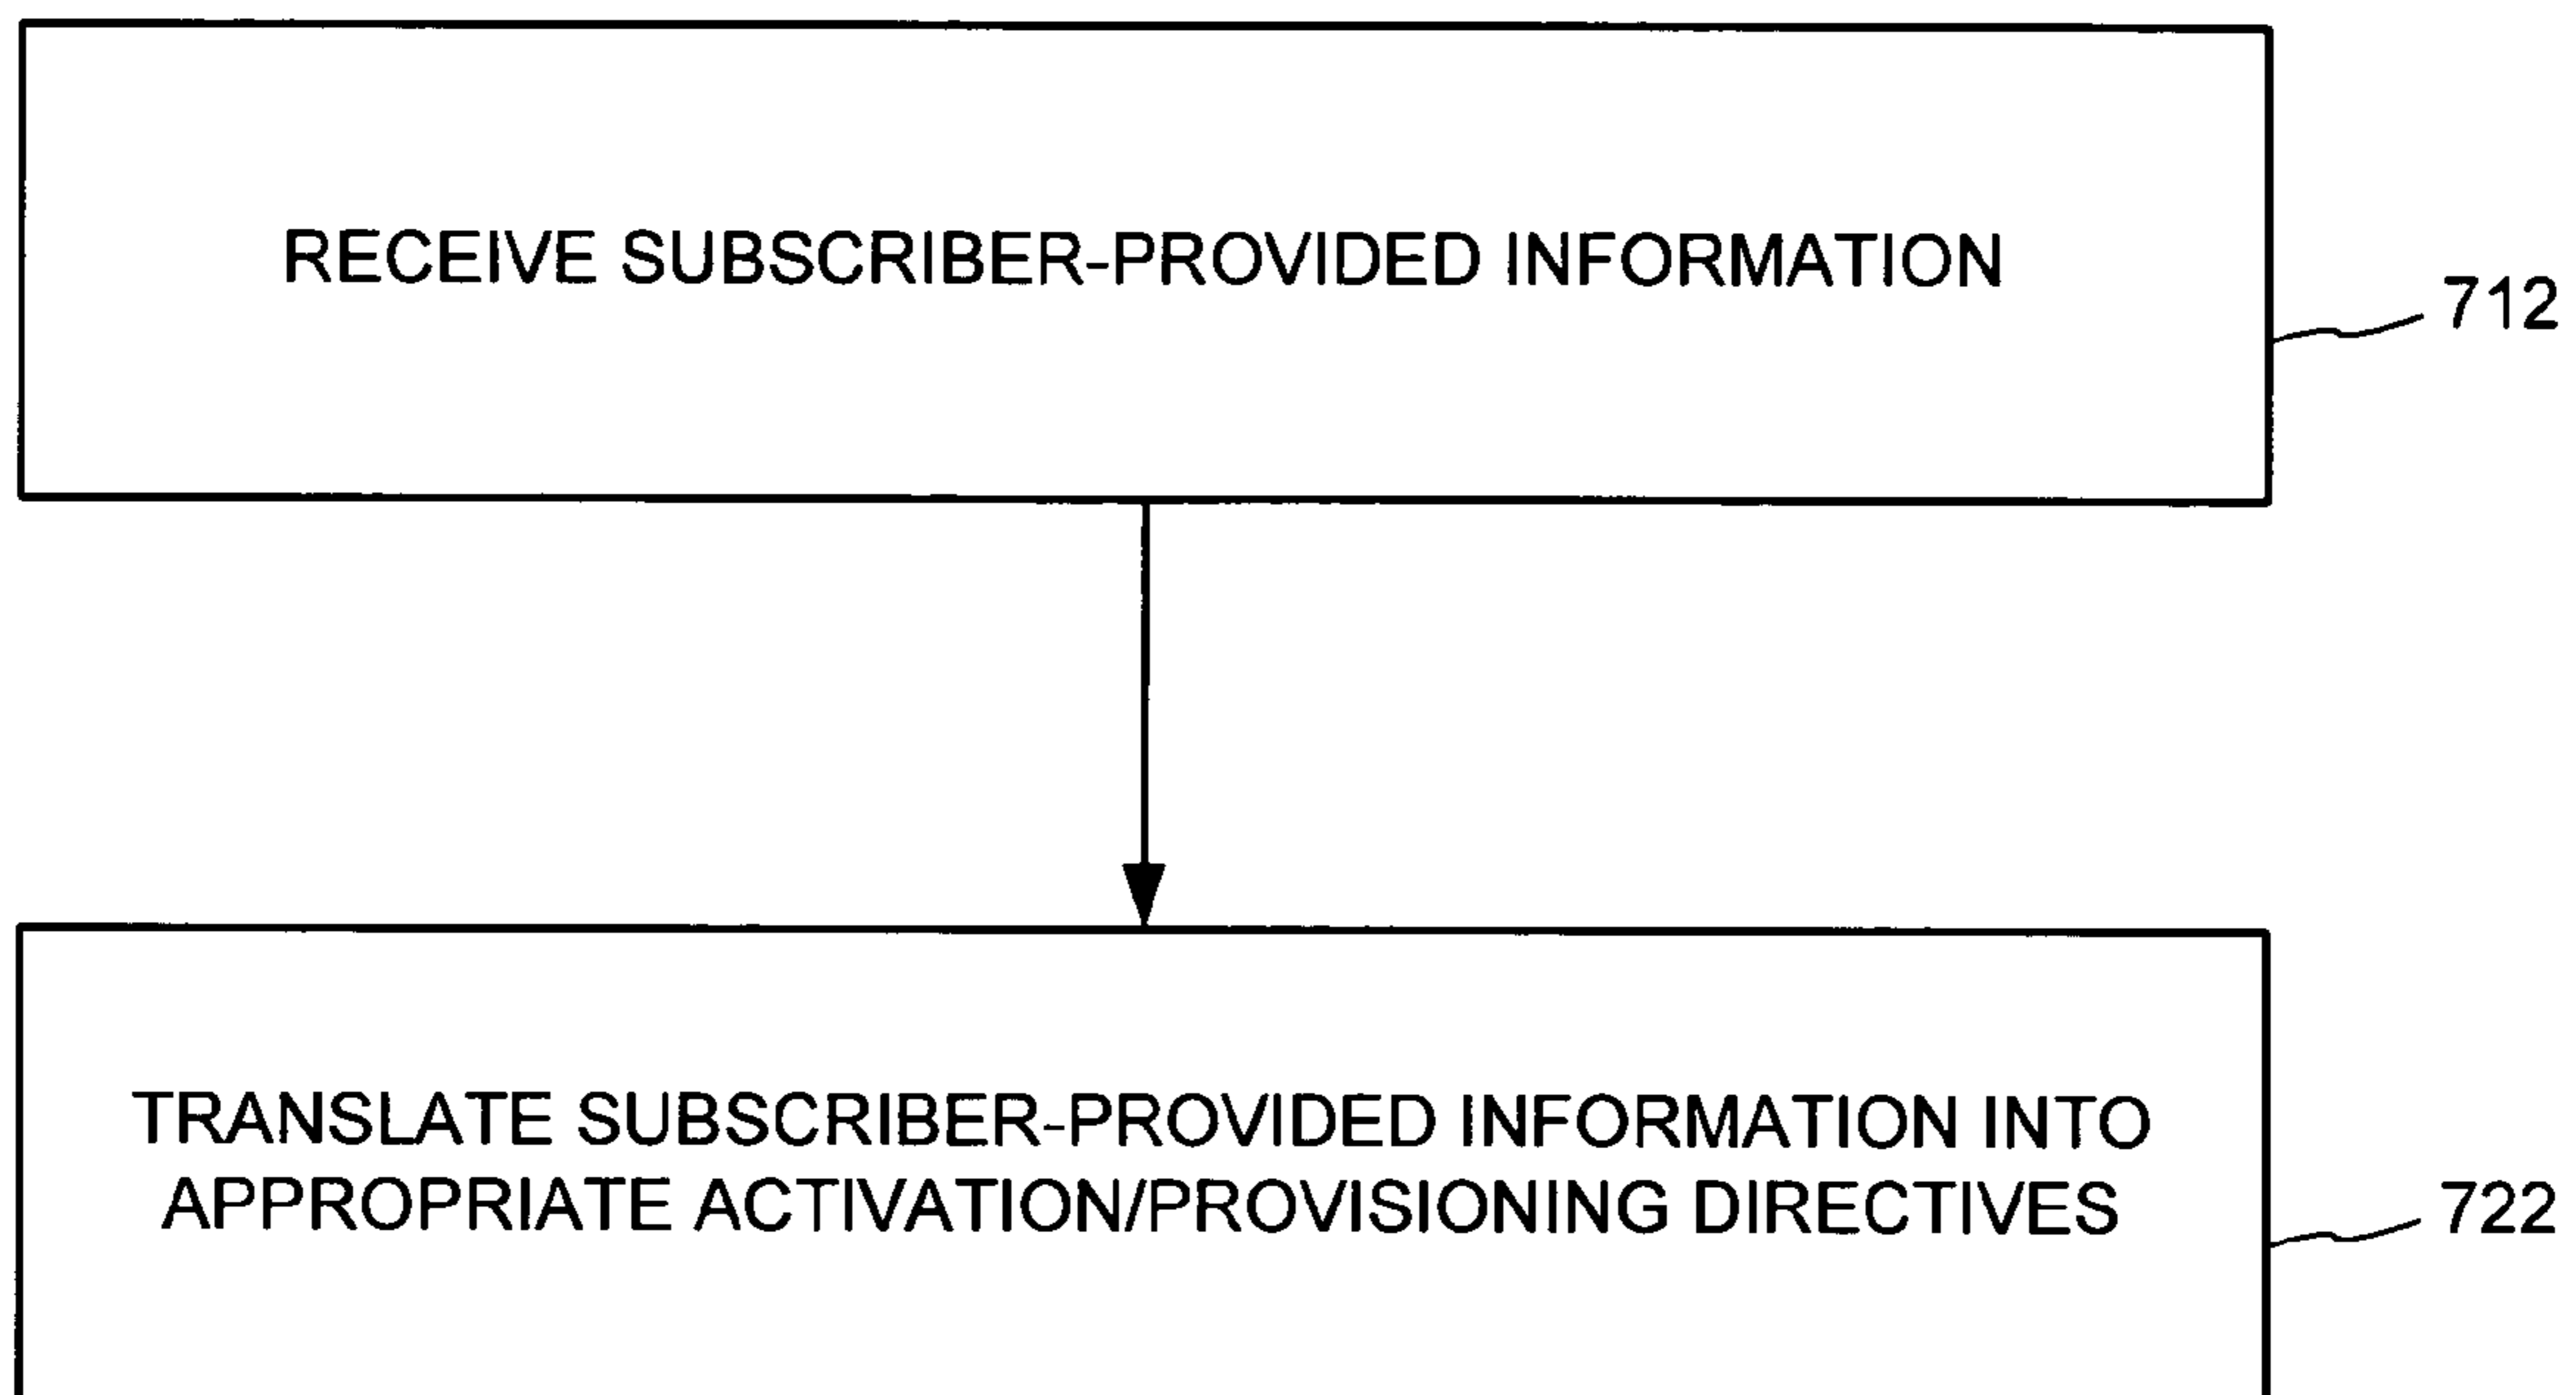 RECEIVE SUBSCRIBER-PROVIDED INFORMATION
712
TRANSLATE SUBSCRIBER-PROVIDED INFORMATION INTO
APPROPRIATE ACTIVATION/PROVISIONING DIRECTIVES
722